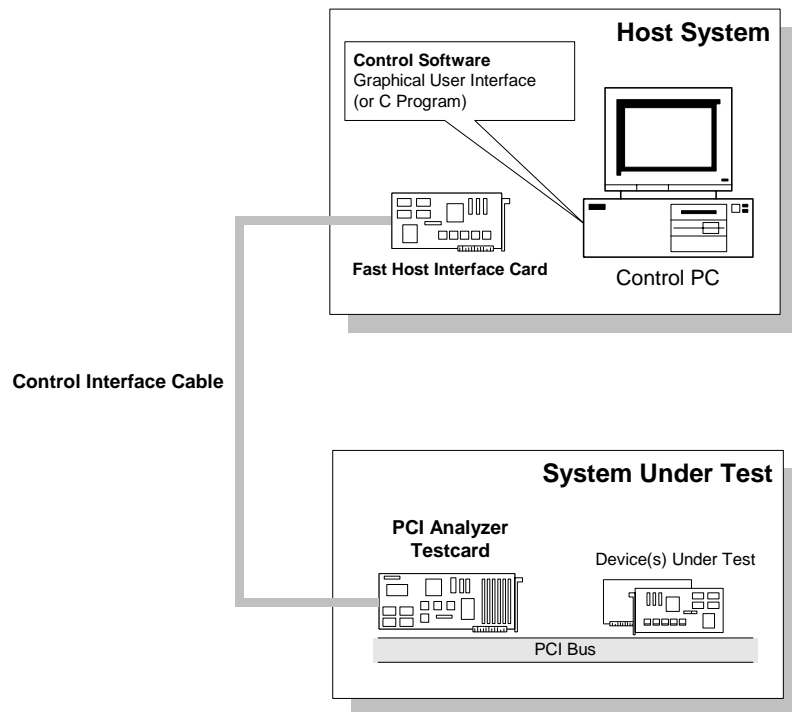 Host System
Control Software
Graphical User Interface
(or C Program)
Fast Host Interface Card
Control PC
Control Interface Cable
System Under Test
PCI Analyzer
Testcard
Device(s) Under Test
PCI Bus